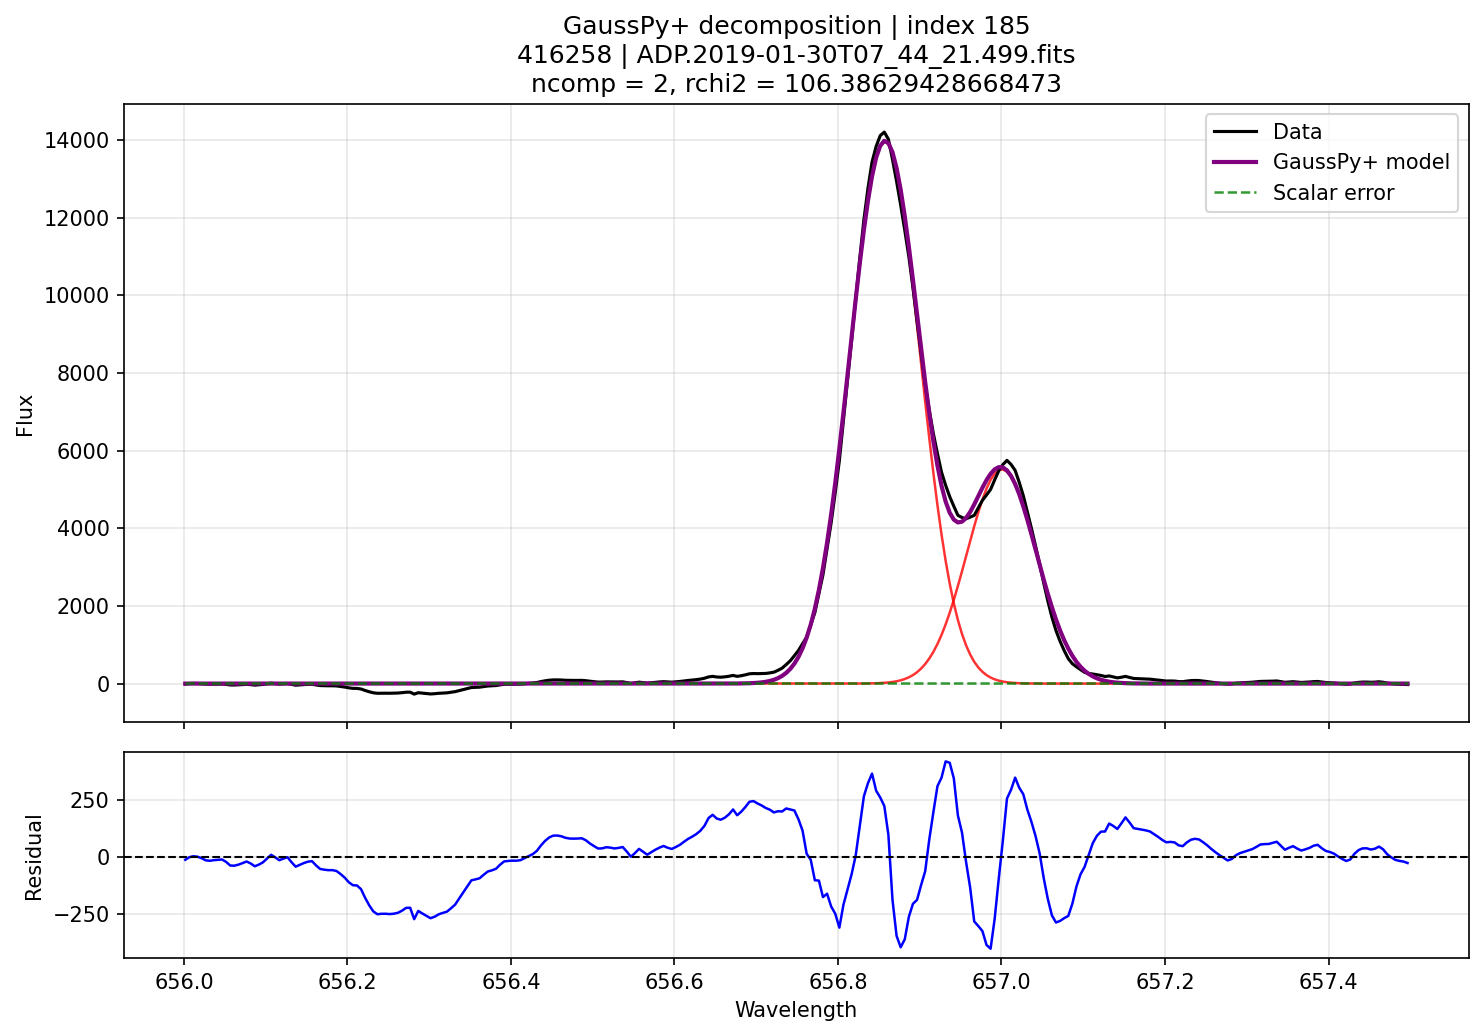 GaussPy+ decomposition | index 185
416258 | ADP.2019-01-30T07_44_21.499.fits
ncomp = 2, rchi2 = 106.38629428668473
Data
GaussPy+ model
Scalar error
14000
12000
10000
8000
6000
4000
2000
0
Flux
250
0
−250
Residual
656.0
656.2
656.4
656.6
656.8
657.0
657.2
657.4
Wavelength